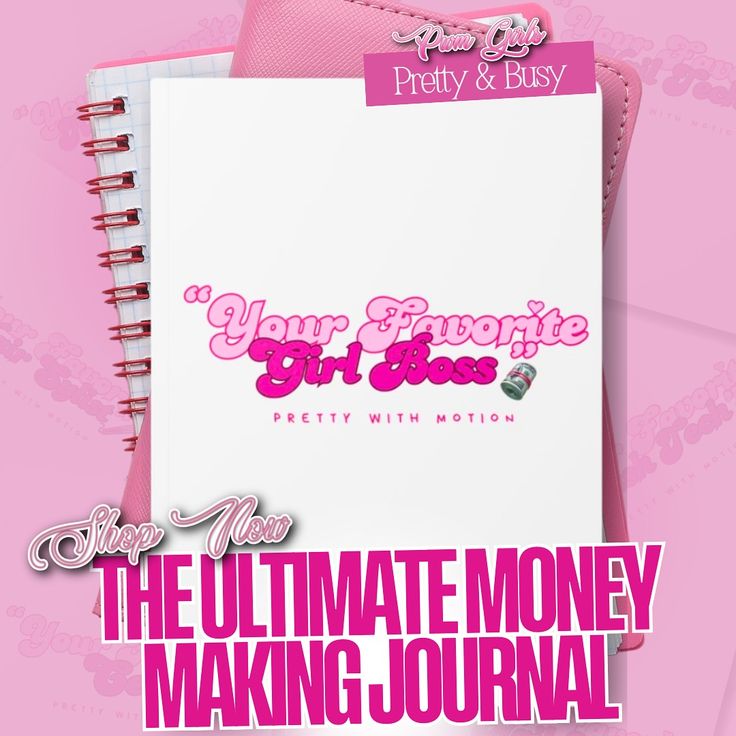 Pwm Girls
Pretty & Busy
“Your Favorite
Girl Boss”
PRETTY WITH MOTION
Shop Now
THE ULTIMATE MONEY
MAKING JOURNAL